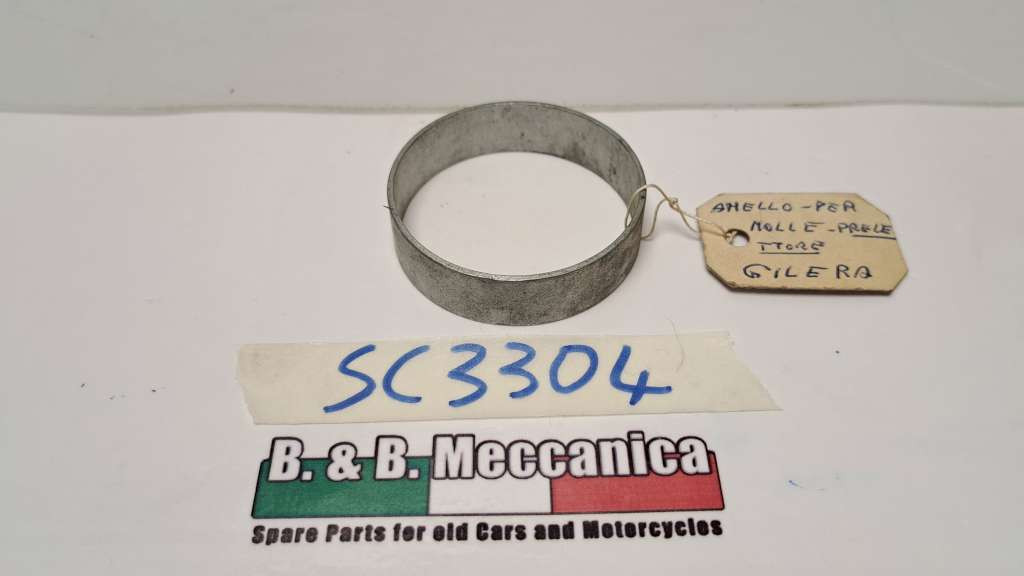 ANELLO-PER
MOLLE-PRELE
TTORE
GILERA
SC3304
B. & B. Meccanica
Spare Parts for old Cars and Motorcycles